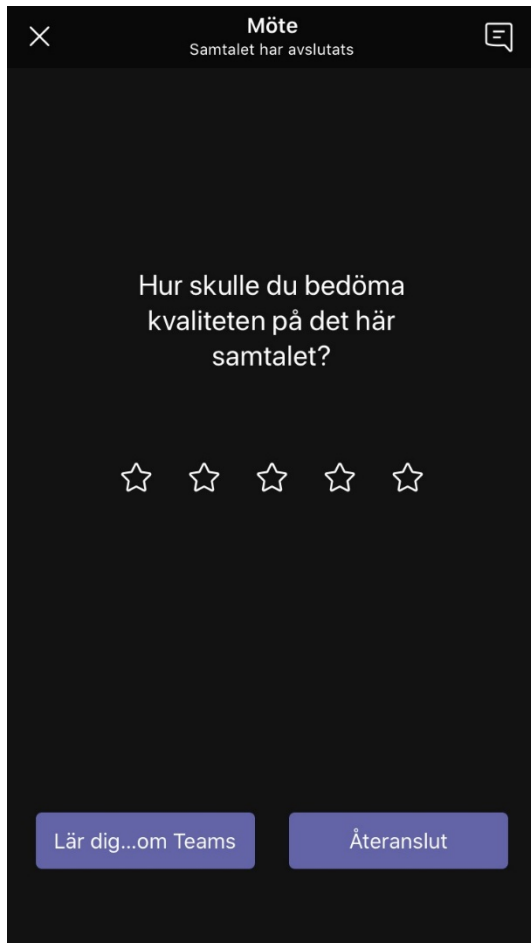 Möte
Samtalet har avslutats
Hur skulle du bedöma
kvaliteten på det här
samtalet?
Lär dig...om Teams
Återanslut